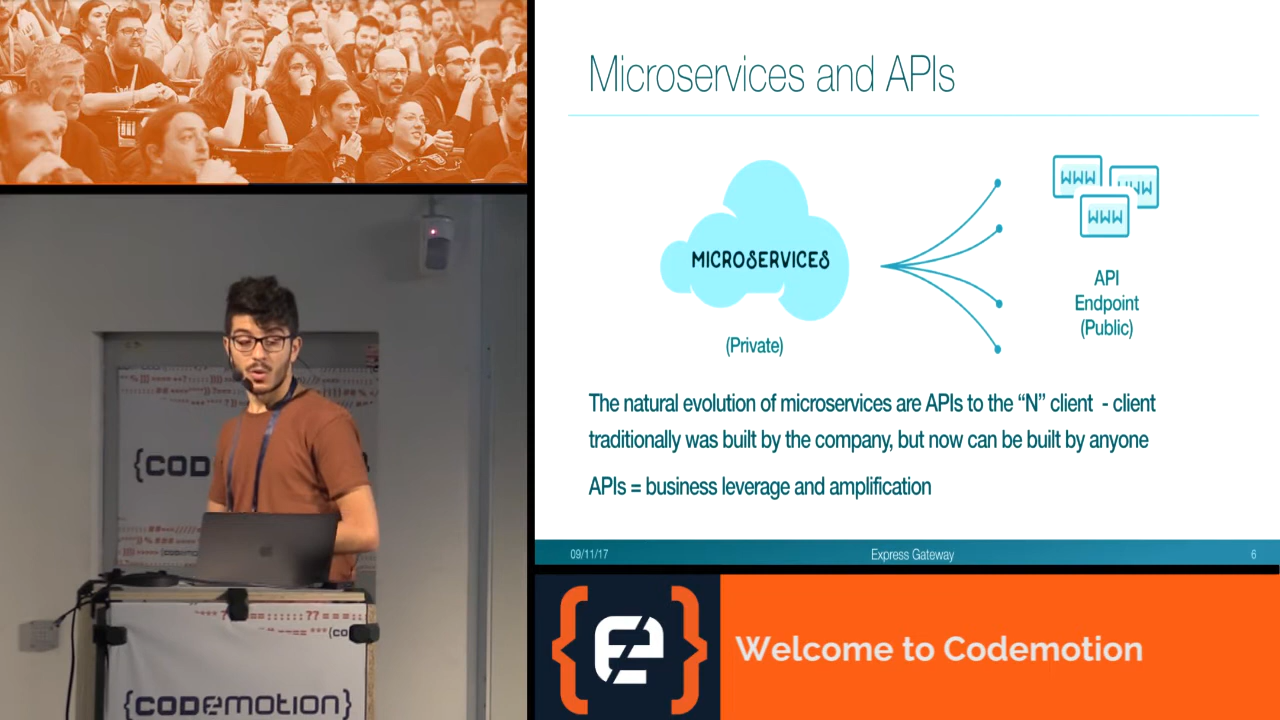 Microservices and APIs
WWW
WWW
WWW
MICROSERVICES
API
Endpoint
(Public)
(Private)
The natural evolution of microservices are APIs to the “N” client - client
traditionally was built by the company, but now can be built by anyone
APIs = business leverage and amplification
09/11/17
Express Gateway
6
Welcome to Codemotion
{COD
{CODEMOTION}